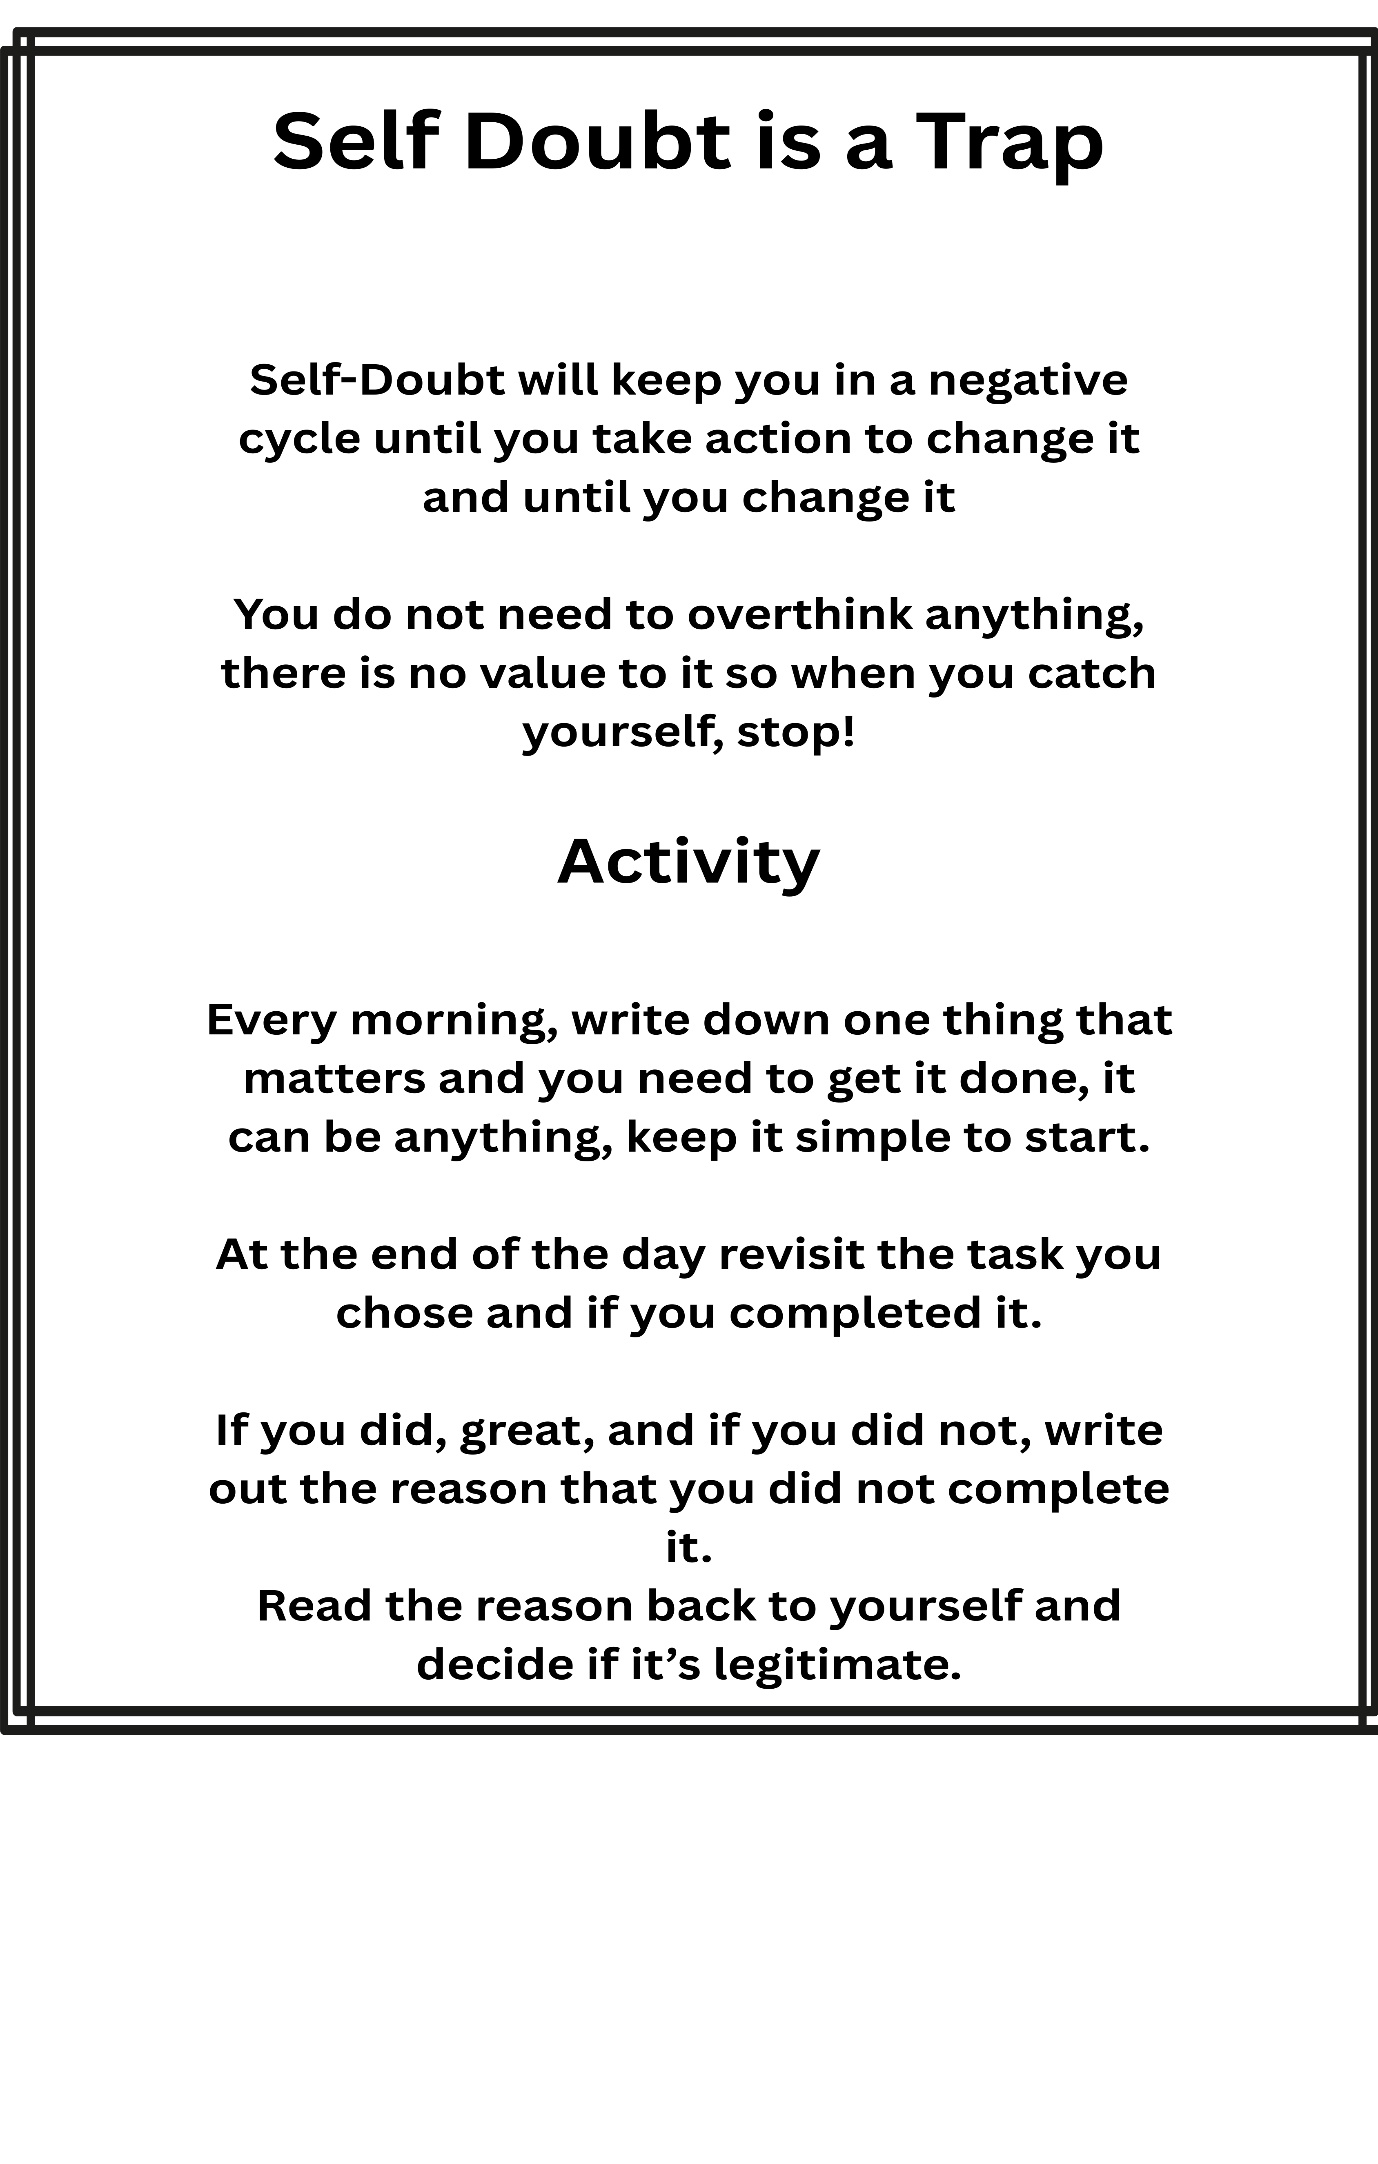 Self Doubt is a Trap
Self-Doubt will keep you in a negative
cycle until you take action to change it
and until you change it
You do not need to overthink anything,
there is no value to it so when you catch
yourself, stop!
Activity
Every morning, write down one thing that
matters and you need to get it done, it
can be anything, keep it simple to start.
At the end of the day revisit the task you
chose and if you completed it.
If you did, great, and if you did not, write
out the reason that you did not complete
it.
Read the reason back to yourself and
decide if it’s legitimate.